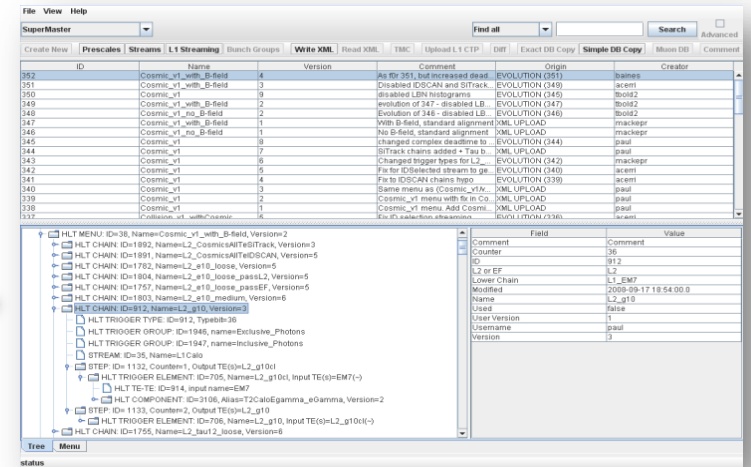 File View Help
SuperMaster Find all Search Advanced
Create New Prescales Streams L1 Streaming Bunch Groups Write XML Read XML TMC Upload L1 CTP Diff Exact DB Copy Simple DB Copy Muon DB Comment
ID Name Version Comment Origin Creator
352 Cosmic_v1_with_B-field 4 As f0r 351, but increased dead... EVOLUTION (351) baines
351 Cosmic_v1_with_B-field 3 Disabled IDSCAN and SiTrack... EVOLUTION (349) acerri
350 Cosmic_v1 9 disabled LBN histograms EVOLUTION (345) tbold2
349 Cosmic_v1_with_B-field 2 evolution of 347 - disabled LB... EVOLUTION (347) tbold2
348 Cosmic_v1_no_B-field 2 Evolution of 346 - disabled LB... EVOLUTION (346) tbold2
347 Cosmic_v1_with_B-field 1 With B-field, standard alignment XML UPLOAD mackepr
346 Cosmic_v1_no_B-field 1 No B-field, standard alignment XML UPLOAD mackepr
345 Cosmic_v1 8 changed complex deadtime to ... EVOLUTION (344) paul
344 Cosmic_v1 7 SiTrack chains added + Tau b... XML UPLOAD paul
343 Cosmic_v1 6 Changed trigger types for L2_... EVOLUTION (342) mackepr
342 Cosmic_v1 5 Fix for IDSelected stream to ge... EVOLUTION (340) acerri
341 Cosmic_v1 4 Fix to IDSCAN chains hypo EVOLUTION (339) acerri
340 Cosmic_v1 3 Same menu as XML UPLOAD paul
339 Cosmic_v1 2 Cosmic_v1 menu with fix in Co... XML UPLOAD paul
338 Cosmic_v1 1 Cosmic_v1 menu. Add Cosmi... XML UPLOAD paul
337 Collision_v1_withCosmic 5 Fix ID selection streaming EVOLUTION (336) acerri
HLT MENU: ID=38, Name=Cosmic_v1_with_B-field, Version=2
HLT CHAIN: ID=1892, Name=L2_CosmicsAllTeSiTrack, Version=3
HLT CHAIN: ID=1891, Name=L2_CosmicsAllTeIDSCAN, Version=5
HLT CHAIN: ID=1782, Name=L2_e10_loose, Version=5
HLT CHAIN: ID=1804, Name=L2_e10_loose_passL2, Version=5
HLT CHAIN: ID=1757, Name=L2_e10_loose_passEF, Version=5
HLT CHAIN: ID=1803, Name=L2_e10_medium, Version=6
HLT CHAIN: ID=912, Name=L2_g10, Version=3
HLT TRIGGER TYPE: ID=912, Typebit=36
HLT TRIGGER GROUP: ID=1946, name=Exclusive_Photons
HLT TRIGGER GROUP: ID=1947, name=Inclusive_Photons
STREAM: ID=35, Name=L1Calo
STEP: ID= 1132, Counter=1, Output TE(s)=L2_g10cl
HLT TRIGGER ELEMENT: ID=705, Name=L2_g10cl, Input TE(s)=EM7(~)
HLT TE-TE: ID=914, input name=EM7
HLT COMPONENT: ID=3106, Alias=T2CaloEgamma_eGamma, Version=2
STEP: ID= 1133, Counter=2, Output TE(s)=L2_g10
HLT TRIGGER ELEMENT: ID=706, Name=L2_g10, Input TE(s)=L2_g10cl(~)
HLT CHAIN: ID=1755, Name=L2_tau12_loose, Version=6
Field Value
Comment Comment
Counter 36
ID 912
L2 or EF L2
Lower Chain L1_EM7
Modified 2008-09-17 18:54:00.0
Name L2_g10
Used false
User Version 1
Username paul
Version 3
Tree Menu
status